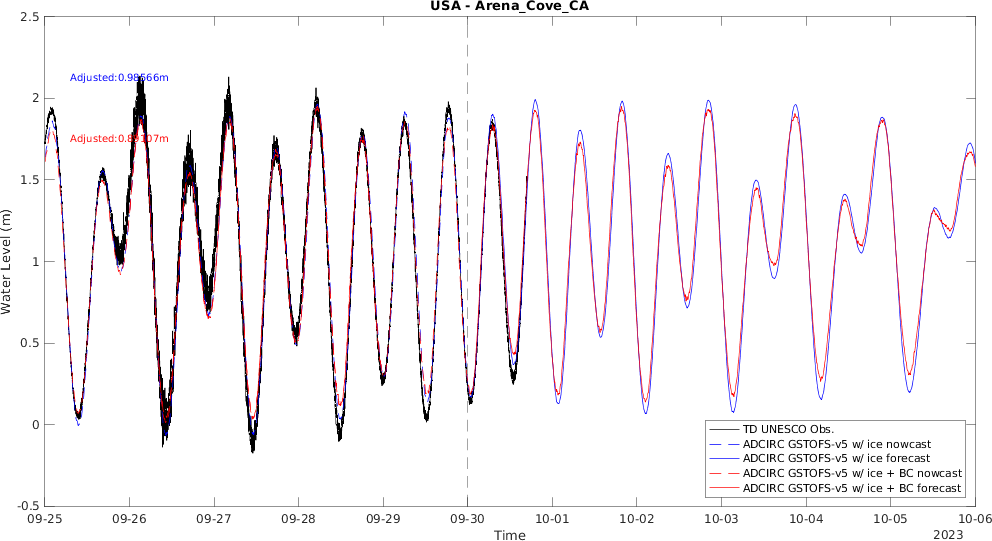 USA - Arena_Cove_CA
2.5
2
1.5
1
0.5
0
-0.5
Water Level (m)
Adjusted:0.98566m
TD UNESCO Obs.
ADCIRC GSTOFS-v5 w/ ice nowcast
ADCIRC GSTOFS-v5 w/ ice forecast
ADCIRC GSTOFS-v5 w/ ice + BC nowcast
ADCIRC GSTOFS-v5 w/ ice + BC forecast
09-25 09-26 09-27 09-28 09-29 09-30 10-01 10-02 10-03 10-04 10-05 10-06
Time
2023